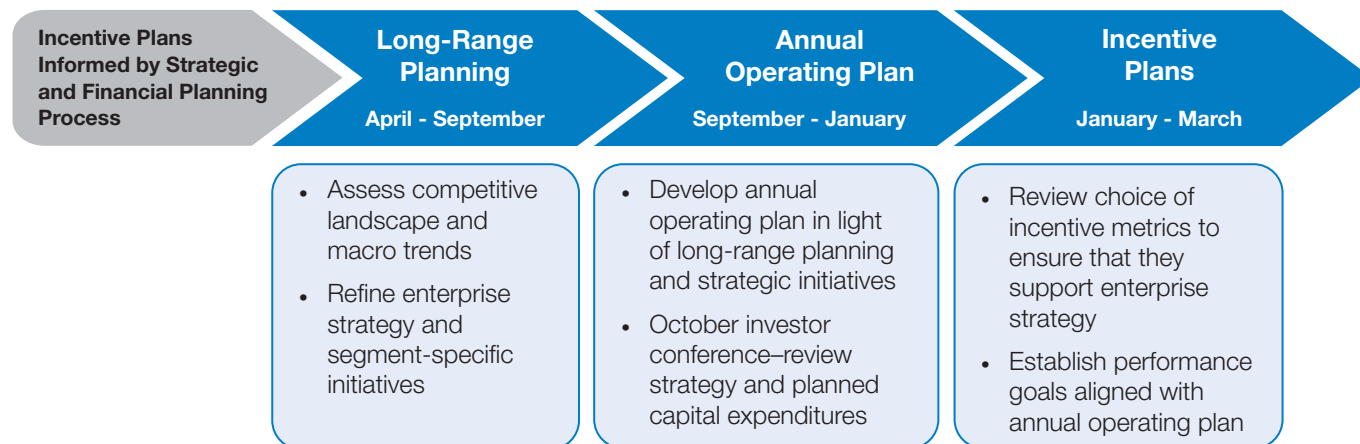 Incentive Plans
Informed by Strategic
and Financial Planning
Process
Long-Range
Planning
April - September
Annual
Operating Plan
September - January
Incentive
Plans
January - March
• Assess competitive
landscape and
macro trends
• Refine enterprise
strategy and
segment-specific
initiatives
• Develop annual
operating plan in light
of long-range planning
and strategic initiatives
• October investor
conference–review
strategy and planned
capital expenditures
• Review choice of
incentive metrics to
ensure that they
support enterprise
strategy
• Establish performance
goals aligned with
annual operating plan